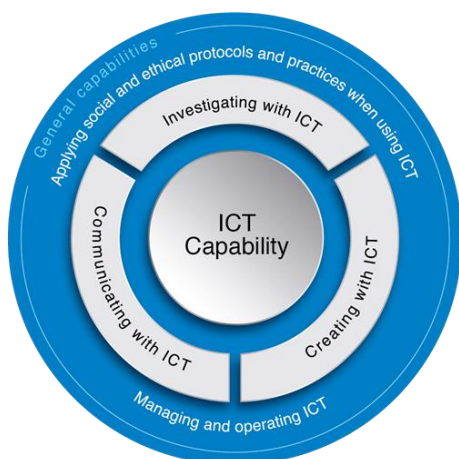 General capabilities
Applying social and ethical protocols and practices when using ICT
Investigating with ICT
Communicating with ICT
Creating with ICT
ICT
Capability
Managing and operating ICT